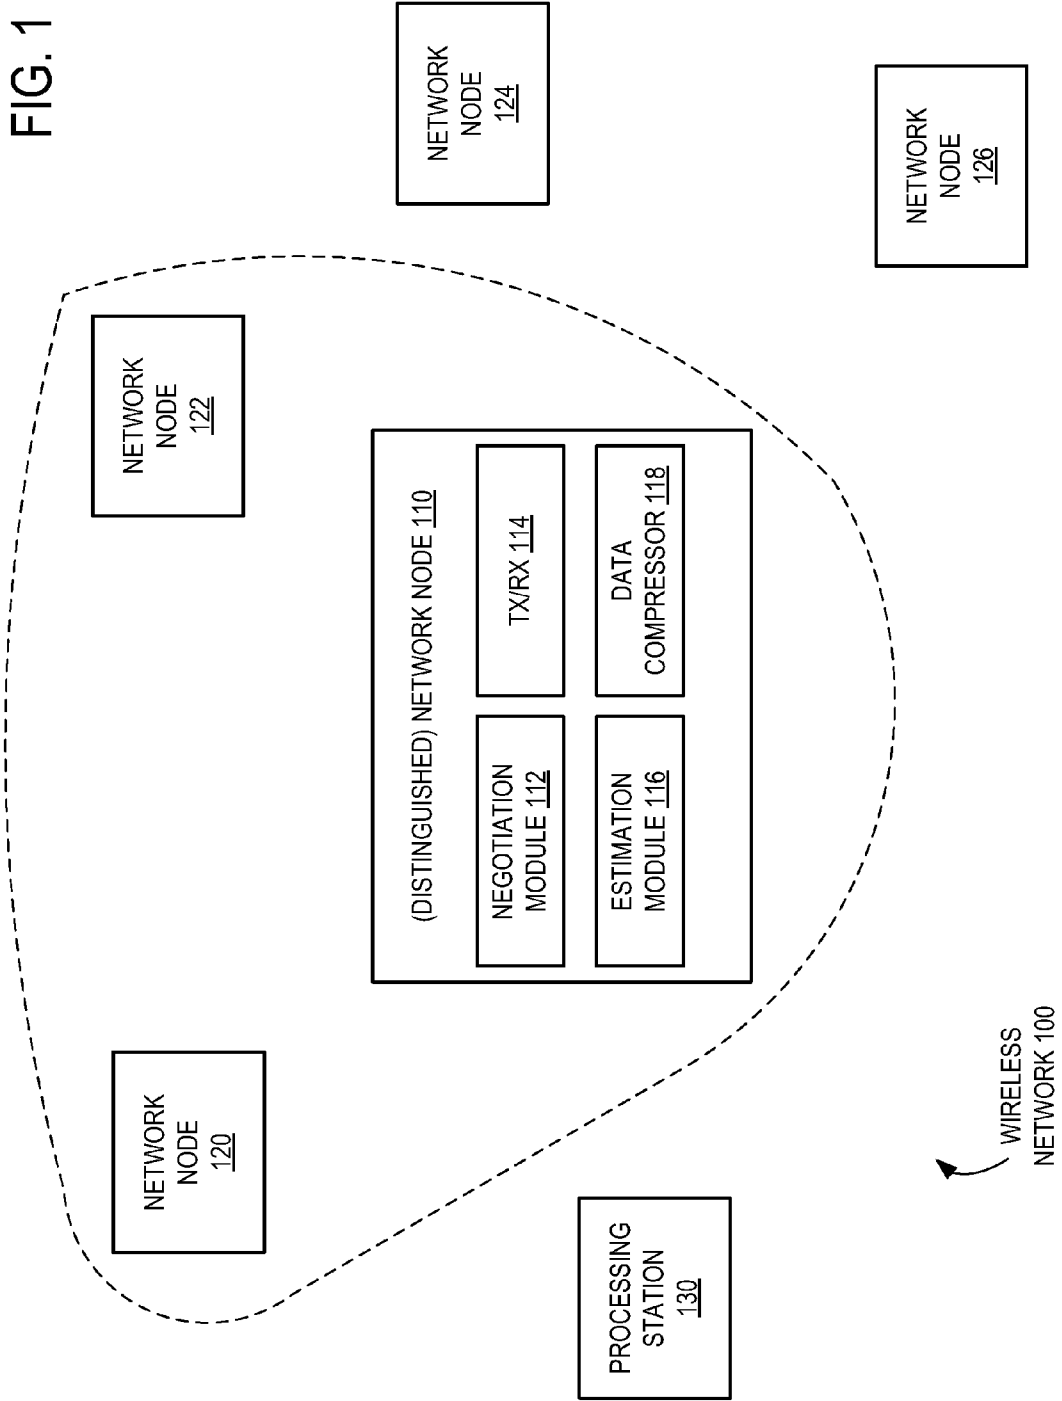 FIG. 1
NETWORK
NODE
120
NETWORK
NODE
122
NETWORK
NODE
124
(DISTINGUISHED) NETWORK NODE 110
NEGOTIATION
MODULE 112
TX/RX 114
ESTIMATION
MODULE 116
DATA
COMPRESSOR 118
PROCESSING
STATION
130
NETWORK
NODE
126
WIRELESS
NETWORK 100